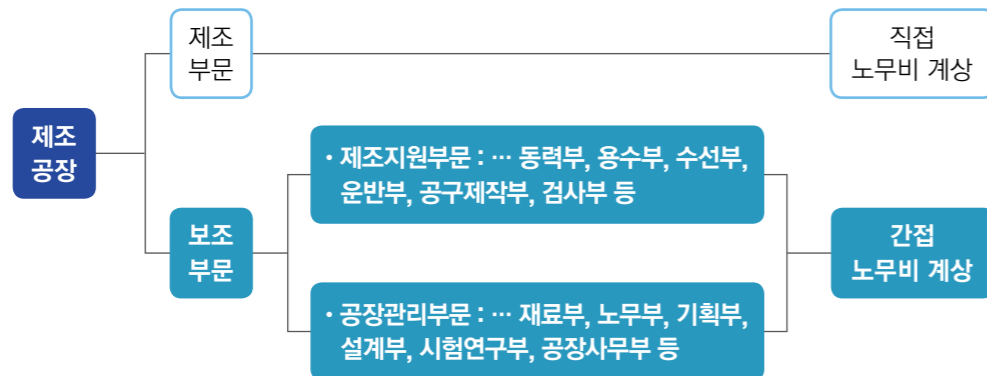 제조
공장
제조
부문
직접
노무비 계상
보조
부문
• 제조지원부문 : … 동력부, 용수부, 수선부,
운반부, 공구제작부, 검사부 등
• 공장관리부문 : … 재료부, 노무부, 기획부,
설계부, 시험연구부, 공장사무부 등
간접
노무비 계상